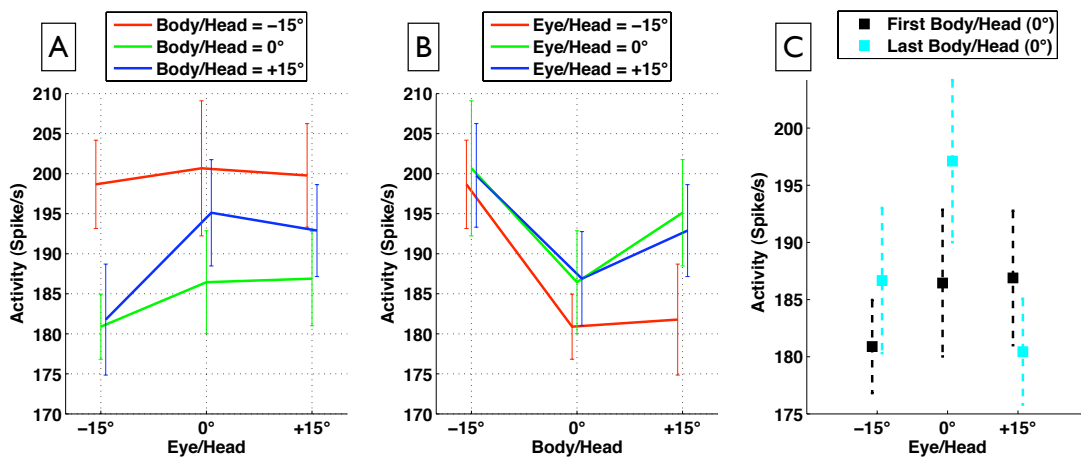 A
Body/Head = −15°
Body/Head = 0°
Body/Head = +15°
210
205
200
195
190
185
180
175
170
Activity (Spike/s)
−15° 0° +15°
Eye/Head
B
Eye/Head = −15°
Eye/Head = 0°
Eye/Head = +15°
210
205
200
195
190
185
180
175
170
Activity (Spike/s)
−15° 0° +15°
Body/Head
C
First Body/Head (0°)
Last Body/Head (0°)
200
195
190
185
180
175
Activity (Spike/s)
−15° 0° +15°
Eye/Head